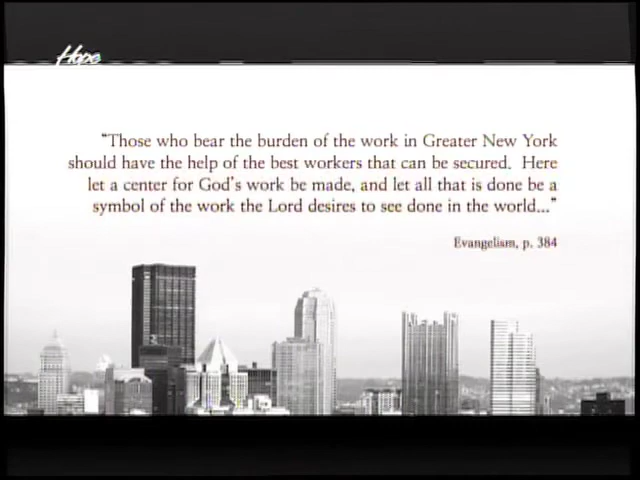 Hope
"Those who bear the burden of the work in Greater New York
should have the help of the best workers that can be secured. Here
let a center for God's work be made, and let all that is done be a
symbol of the work the Lord desires to see done in the world..."
Evangelism, p. 384